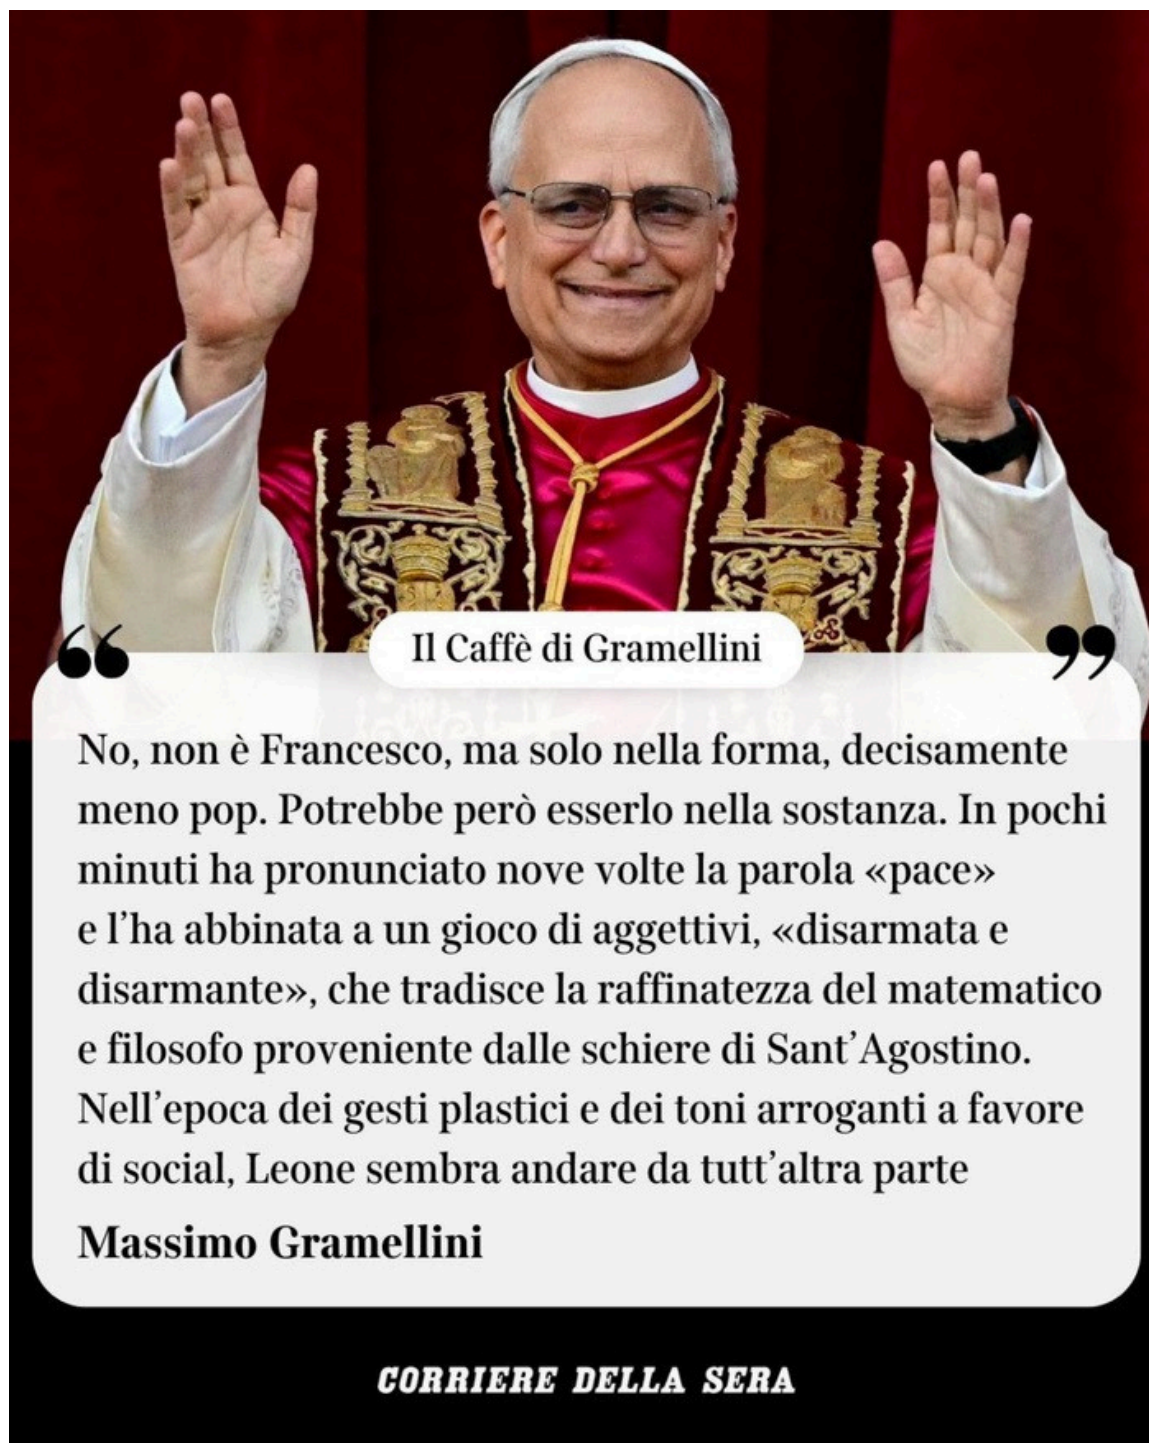 “ Il Caffè di Gramellini ”
No, non è Francesco, ma solo nella forma, decisamente
meno pop. Potrebbe però esserlo nella sostanza. In pochi
minuti ha pronunciato nove volte la parola «pace»
e l’ha abbinata a un gioco di aggettivi, «disarmata e
disarmante», che tradisce la raffinatezza del matematico
e filosofo proveniente dalle schiere di Sant’Agostino.
Nell’epoca dei gesti plastici e dei toni arroganti a favore
di social, Leone sembra andare da tutt’altra parte
Massimo Gramellini
CORRIERE DELLA SERA